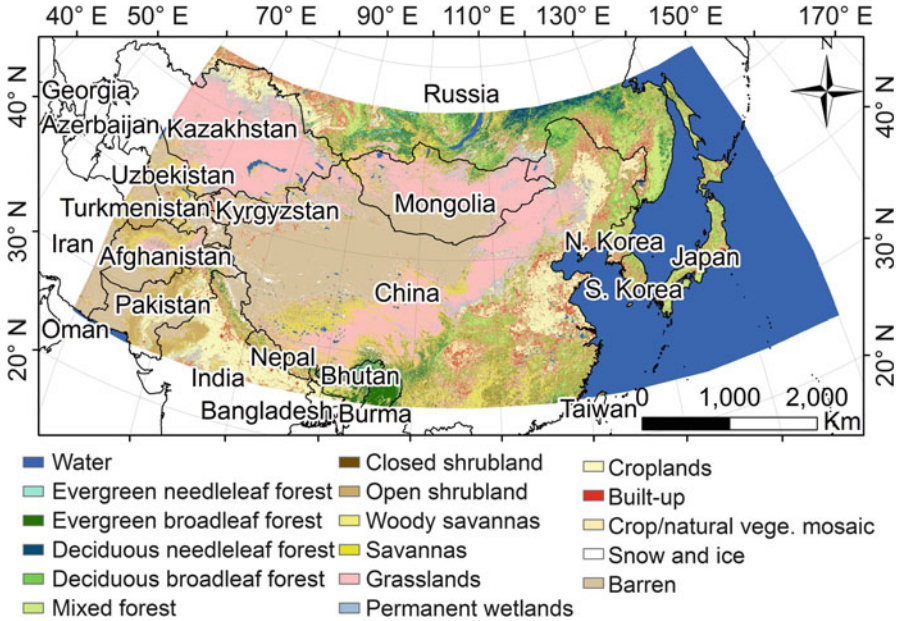 40° E 50° E 60° E 70° E 80° E 90° E 100° E 110° E 130° E 150° E 170° E
N
40° N
30° N
20° N
40° N
30° N
20° N
Russia
Georgia
Azerbaijan
Kazakhstan
Uzbekistan
Turkmenistan
Kyrgyzstan
Mongolia
Iran
Afghanistan
N. Korea
Japan
Pakistan
China
S. Korea
Oman
Nepal
India
Bhutan
Bangladesh
Burma
Taiwan
0 1,000 2,000
Km
Water
Evergreen needleleaf forest
Evergreen broadleaf forest
Deciduous needleleaf forest
Deciduous broadleaf forest
Mixed forest
Closed shrubland
Open shrubland
Woody savannas
Savannas
Grasslands
Permanent wetlands
Croplands
Built-up
Crop/natural vege. mosaic
Snow and ice
Barren